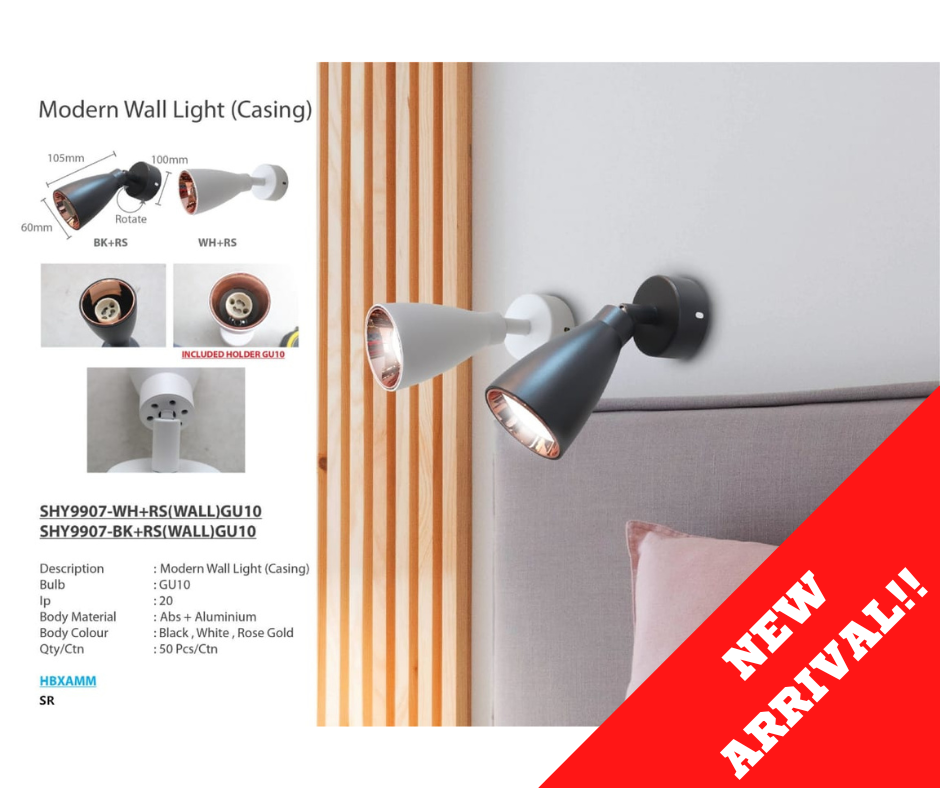 Modern Wall Light (Casing)
105mm
100mm
60mm
Rotate
BK+RS
WH+RS
INCLUDED HOLDER GU10
SHY9907-WH+RS(WALL)GU10
SHY9907-BK+RS(WALL)GU10
Description : Modern Wall Light (Casing)
Bulb : GU10
Ip : 20
Body Material : Abs + Aluminium
Body Colour : Black , White , Rose Gold
Qty/Ctn : 50 Pcs/Ctn
HBXAMM
SR
NEW
ARRIVAL!!